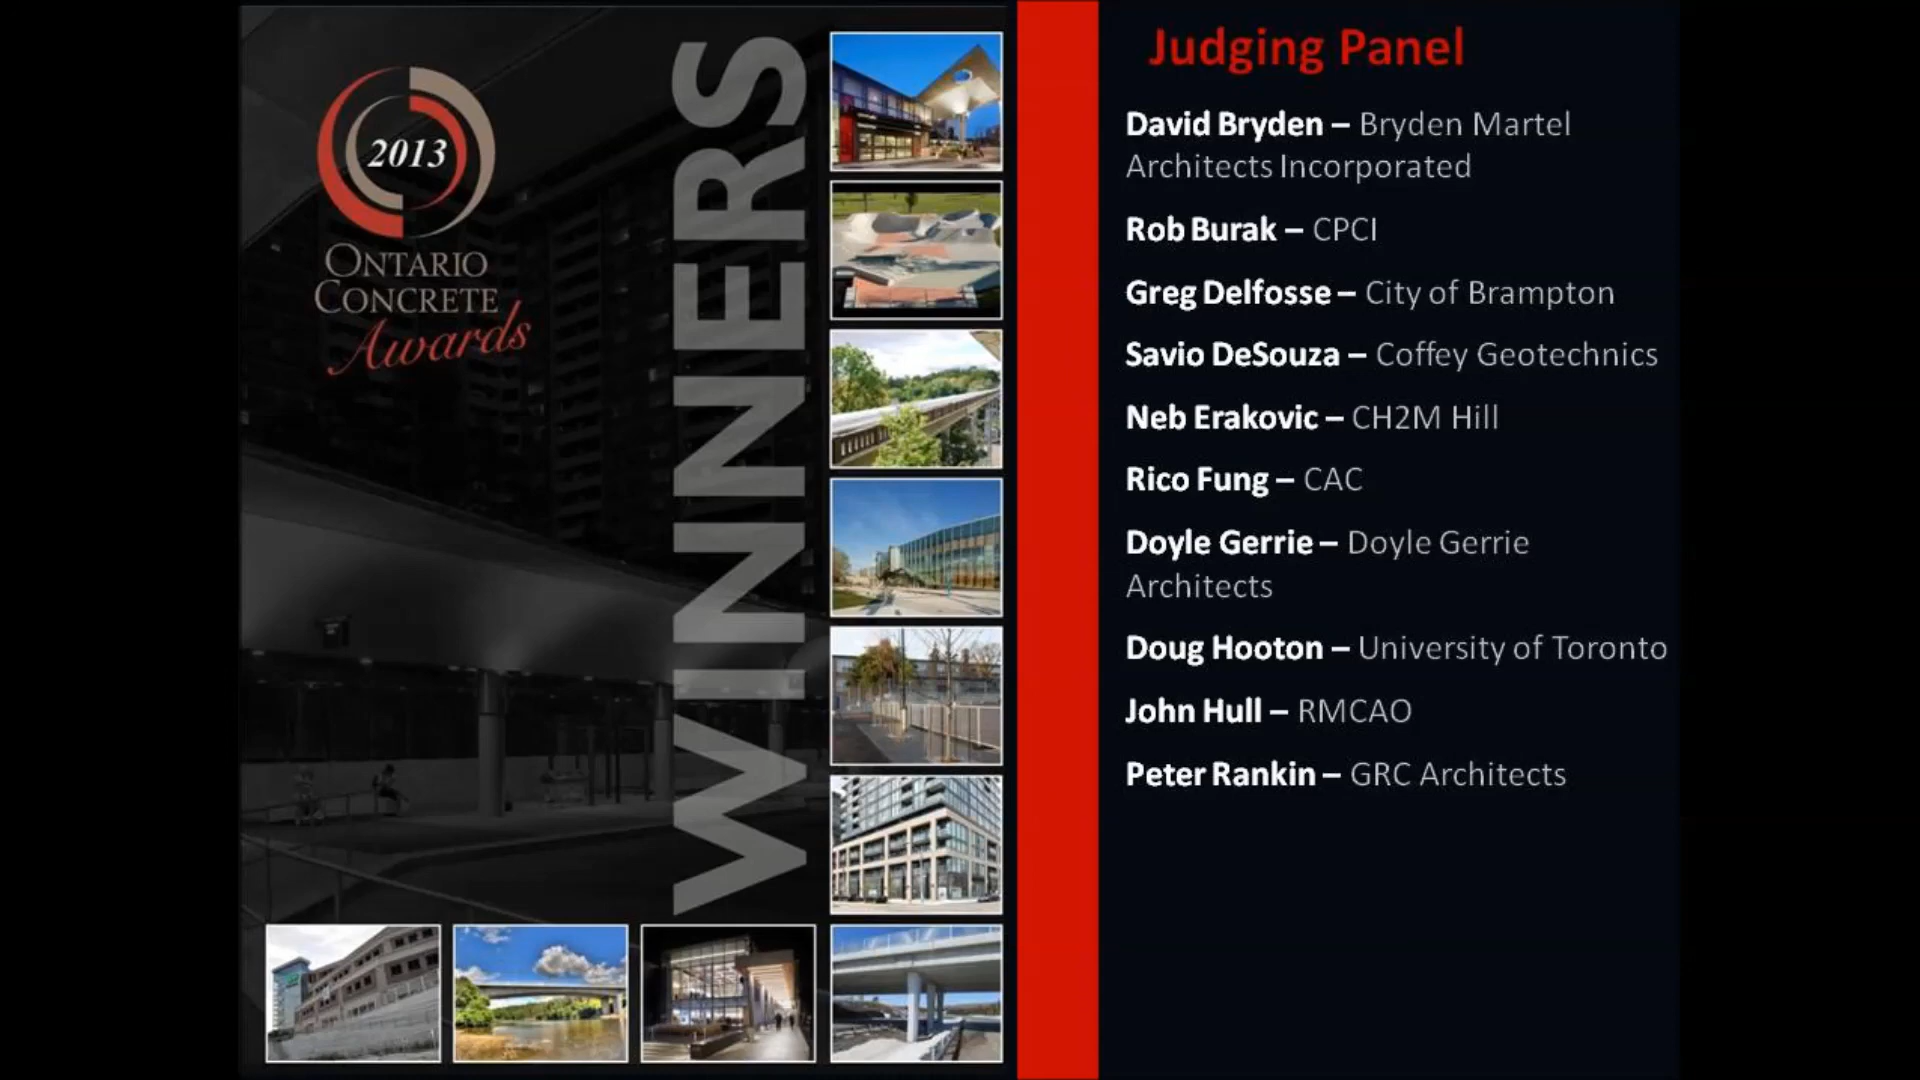 2013
ONTARIO
CONCRETE
Awards
WINNERS
Judging Panel
David Bryden – Bryden Martel
Architects Incorporated
Rob Burak – CPCI
Greg Delfosse – City of Brampton
Savio DeSouza – Coffey Geotechnics
Neb Erakovic – CH2M Hill
Rico Fung – CAC
Doyle Gerrie – Doyle Gerrie
Architects
Doug Hooton – University of Toronto
John Hull – RMCAO
Peter Rankin – GRC Architects